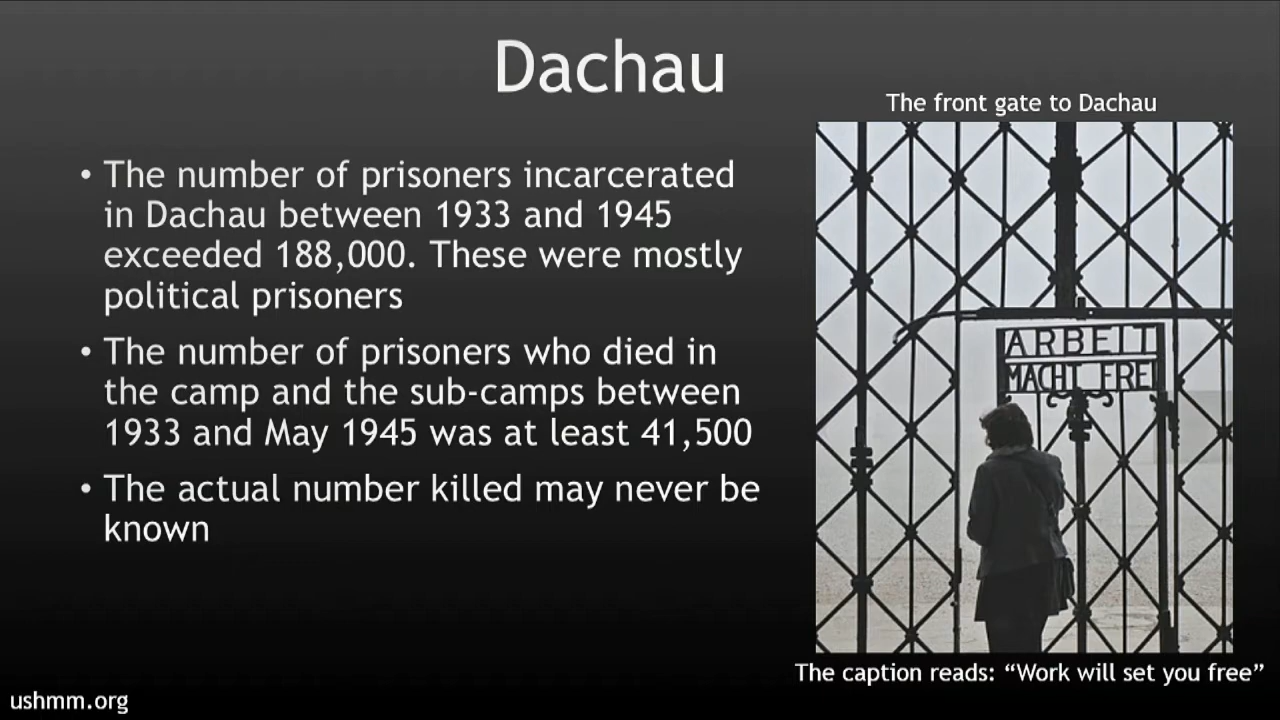 Dachau
The front gate to Dachau
• The number of prisoners incarcerated
in Dachau between 1933 and 1945
exceeded 188,000. These were mostly
political prisoners
• The number of prisoners who died in
the camp and the sub-camps between
1933 and May 1945 was at least 41,500
• The actual number killed may never be
known
ARBEIT
MACHT FREI
The caption reads: “Work will set you free”
ushmm.org